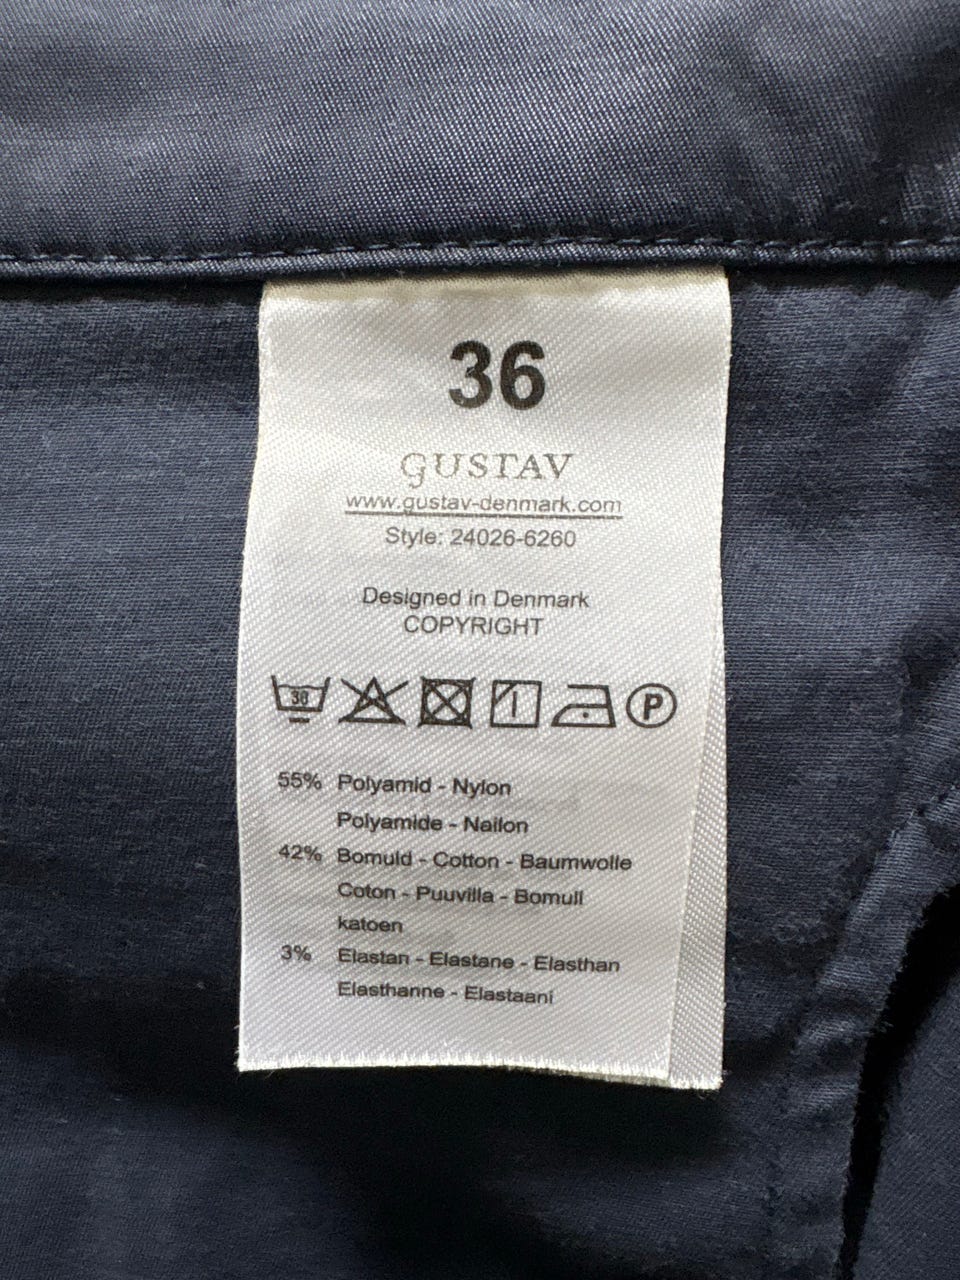 36
GUSTAV
www.gustav-denmark.com
Style: 24026-6260
Designed in Denmark
COPYRIGHT
30 P
55% Polyamid - Nylon
Polyamide - Nailon
42% Bomuld - Cotton - Baumwolle
Coton - Puuvilla - Bomull
katoen
3% Elastan - Elastane - Elasthan
Elasthanne - Elastaani